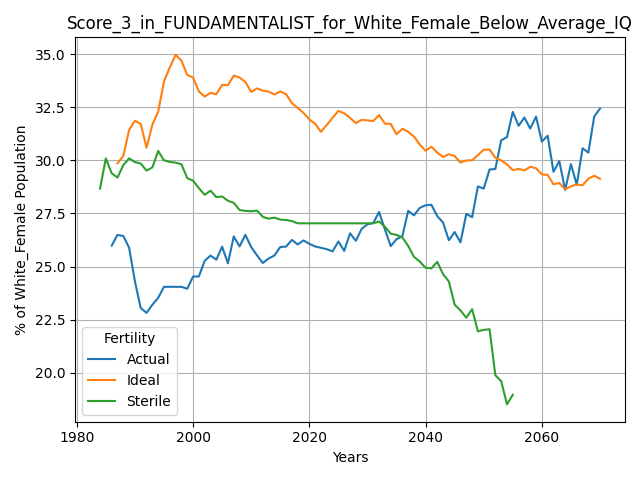 Score_3_in_FUNDAMENTALIST_for_White_Female_Below_Average_IQ
% of White_Female Population
35.0
32.5
30.0
27.5
25.0
22.5
20.0
Fertility
Actual
Ideal
Sterile
1980
2000
2020
2040
2060
Years